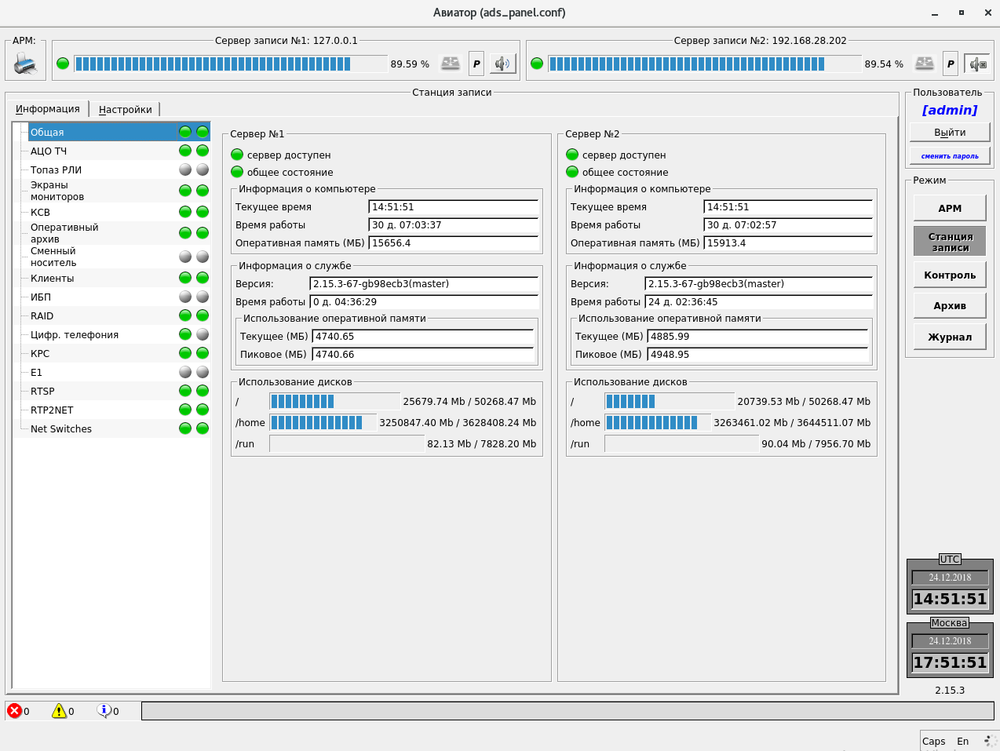 Авиатор (ads_panel.conf)
АРМ:
Сервер записи №1: 127.0.0.1
89.59 %
P
Сервер записи №2: 192.168.28.202
89.54 %
P
Станция записи
Информация
Настройки
Общая
АЦО ТЧ
Топаз РЛИ
Экраны
мониторов
КСВ
Оперативный
архив
Сменный
носитель
Клиенты
ИБП
RAID
Цифр. телефония
КРС
E1
RTSP
RTP2NET
Net Switches
Сервер №1
сервер доступен
общее состояние
Информация о компьютере
Текущее время 14:51:51
Время работы 30 д. 07:03:37
Оперативная память (МБ) 15656.4
Информация о службе
Версия: 2.15.3-67-gb98ecb3(master)
Время работы 0 д. 04:36:29
Использование оперативной памяти
Текущее (МБ) 4740.65
Пиковое (МБ) 4740.66
Использование дисков
/ 25679.74 Mb / 50268.47 Mb
/home 3250847.40 Mb / 3628408.24 Mb
/run 82.13 Mb / 7828.20 Mb
Сервер №2
сервер доступен
общее состояние
Информация о компьютере
Текущее время 14:51:51
Время работы 30 д. 07:02:57
Оперативная память (МБ) 15913.4
Информация о службе
Версия: 2.15.3-67-gb98ecb3(master)
Время работы 24 д. 02:36:45
Использование оперативной памяти
Текущее (МБ) 4885.99
Пиковое (МБ) 4948.95
Использование дисков
/ 20739.53 Mb / 50268.47 Mb
/home 3263461.02 Mb / 3644511.07 Mb
/run 90.04 Mb / 7956.70 Mb
Пользователь
[admin]
Выйти
сменить пароль
Режим
АРМ
Станция
записи
Контроль
Архив
Журнал
UTC
24.12.2018
14:51:51
Москва
24.12.2018
17:51:51
2.15.3
0
0
0
Caps En